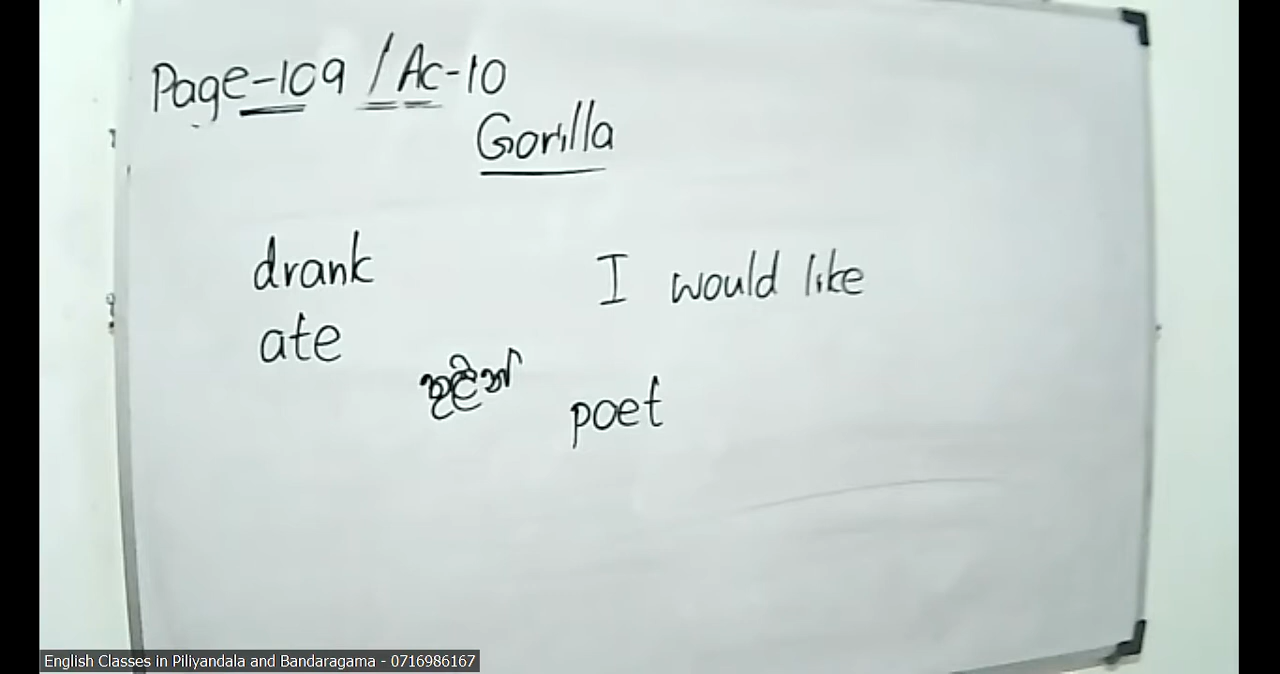 Page-109 / Ac-10
Gorilla
drank
I would like
ate
තුළින්
poet
English Classes in Piliyandala and Bandaragama - 0716986167